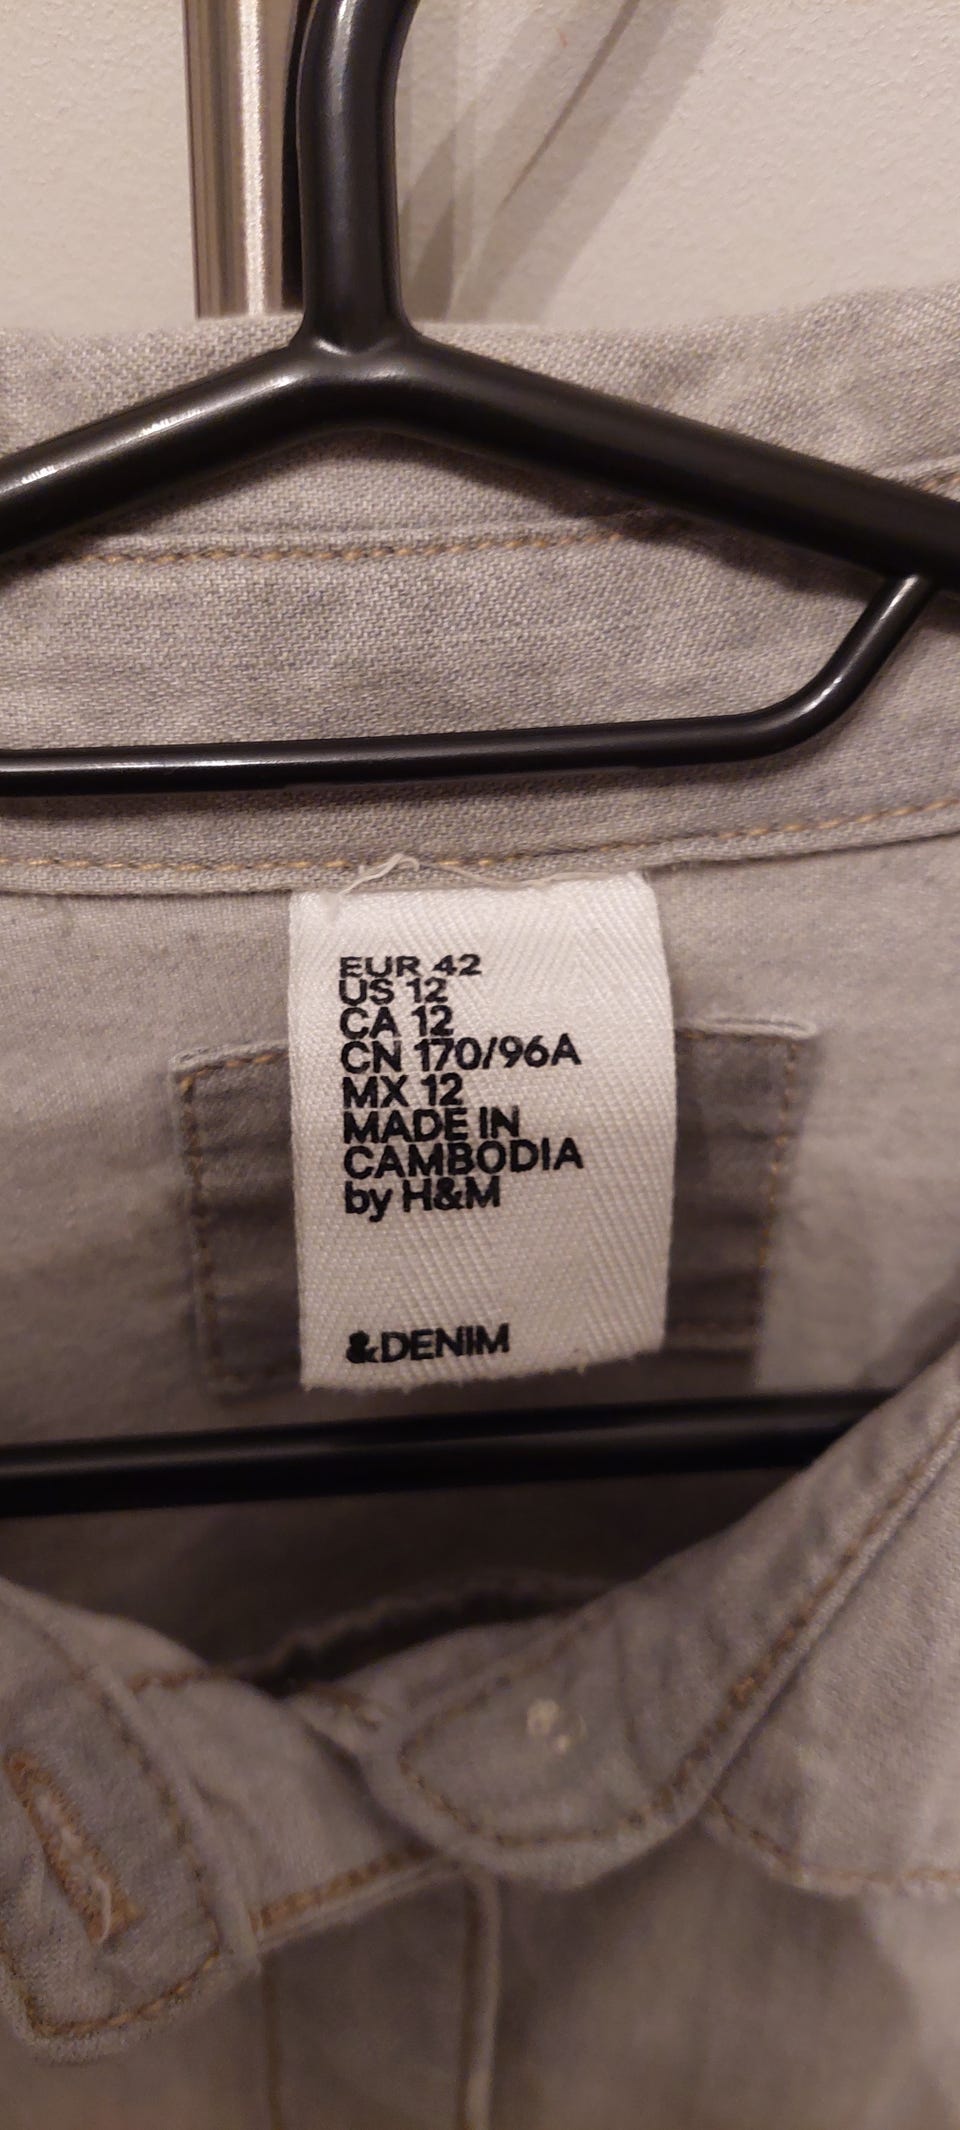 EUR 42
US 12
CA 12
CN 170/96A
MX 12
MADE IN
CAMBODIA
by H&M
&DENIM